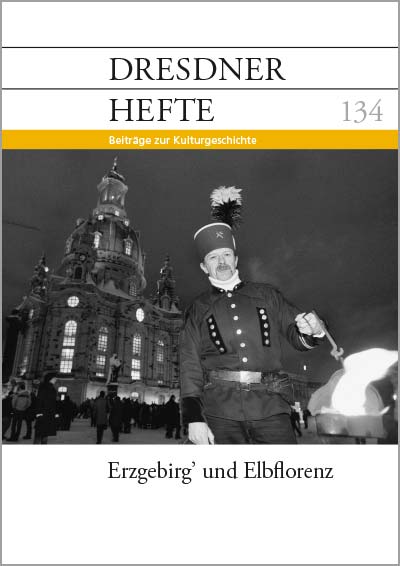 DRESDNER
HEFTE 134
Beiträge zur Kulturgeschichte
Erzgebirg’ und Elbflorenz